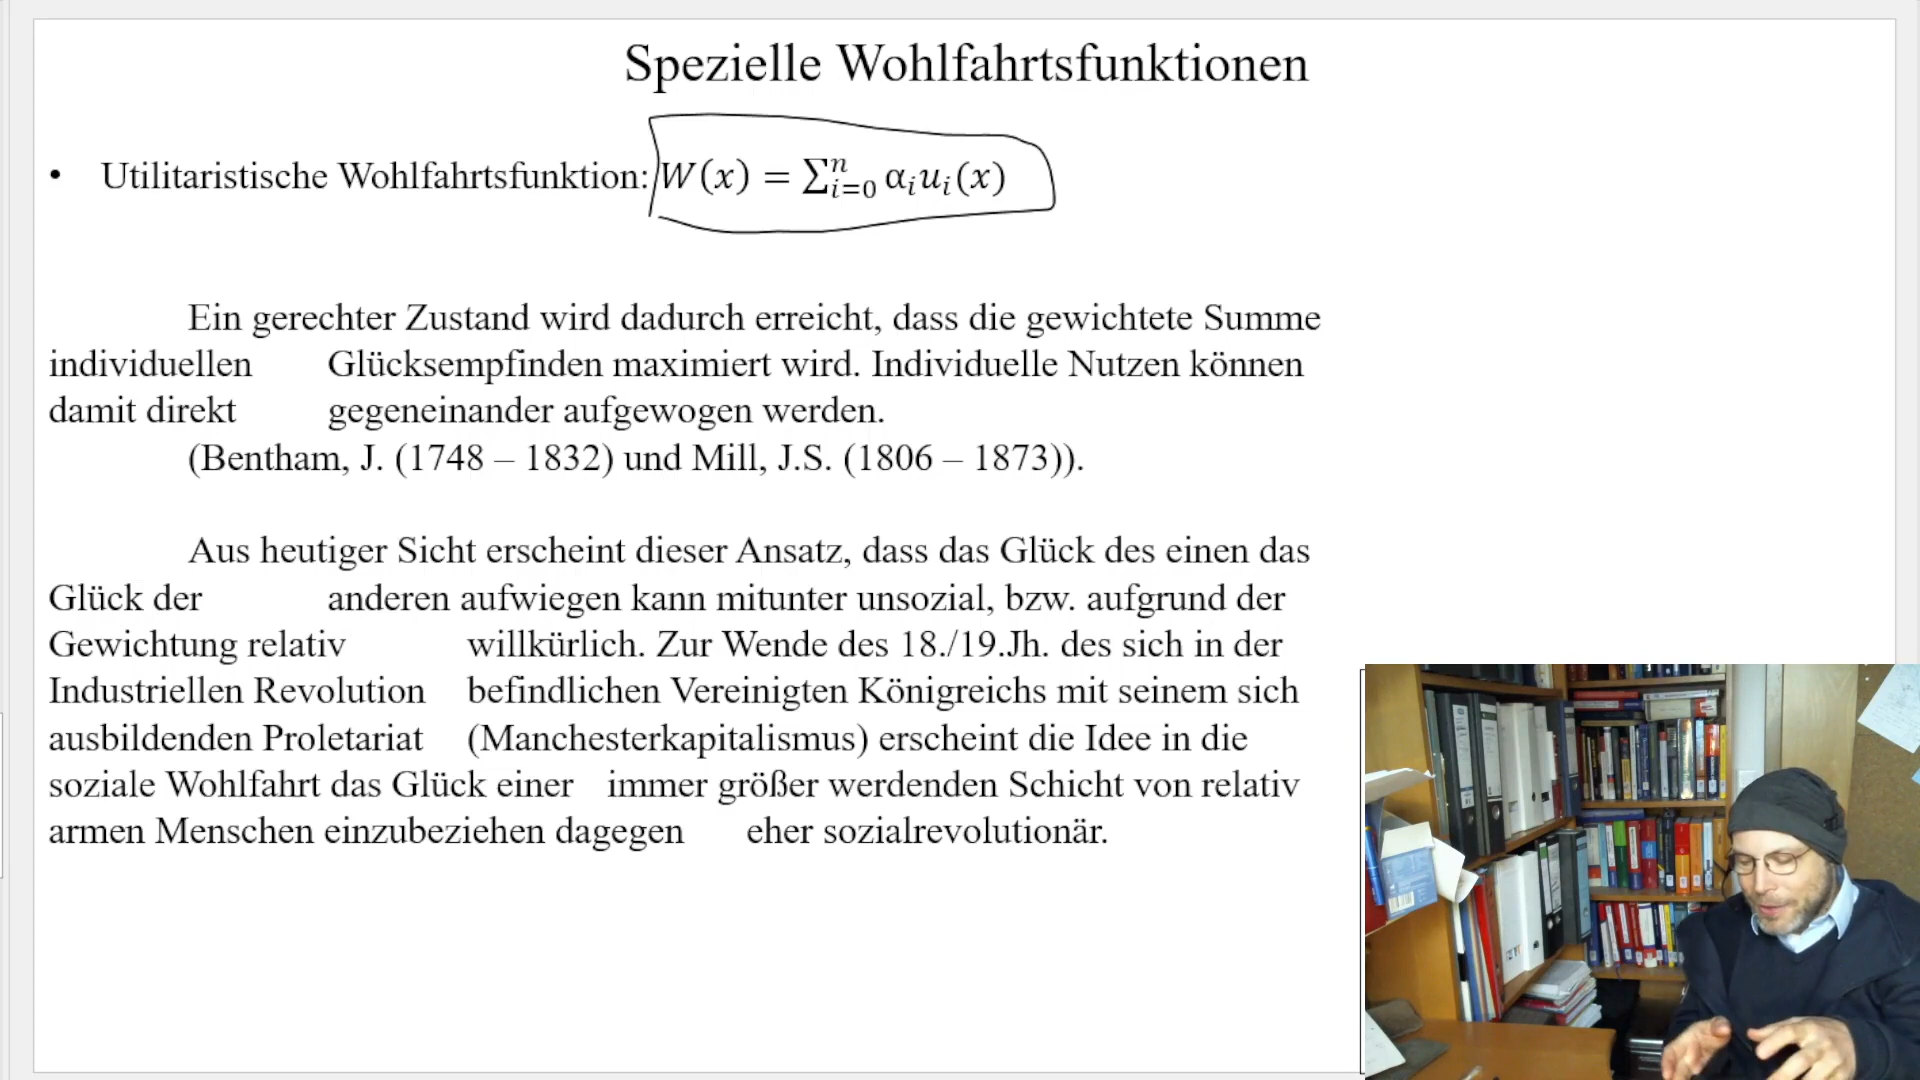 Spezielle Wohlfahrtsfunktionen
• Utilitaristische Wohlfahrtsfunktion: W(x) = ∑ⁿᵢ₌₀ αᵢuᵢ(x)
Ein gerechter Zustand wird dadurch erreicht, dass die gewichtete Summe
individuellen Glücksempfinden maximiert wird. Individuelle Nutzen können
damit direkt gegeneinander aufgewogen werden.
(Bentham, J. (1748 – 1832) und Mill, J.S. (1806 – 1873)).
Aus heutiger Sicht erscheint dieser Ansatz, dass das Glück des einen das
Glück der anderen aufwiegen kann mitunter unsozial, bzw. aufgrund der
Gewichtung relativ willkürlich. Zur Wende des 18./19.Jh. des sich in der
Industriellen Revolution befindlichen Vereinigten Königreichs mit seinem sich
ausbildenden Proletariat (Manchesterkapitalismus) erscheint die Idee in die
soziale Wohlfahrt das Glück einer immer größer werdenden Schicht von relativ
armen Menschen einzubeziehen dagegen eher sozialrevolutionär.